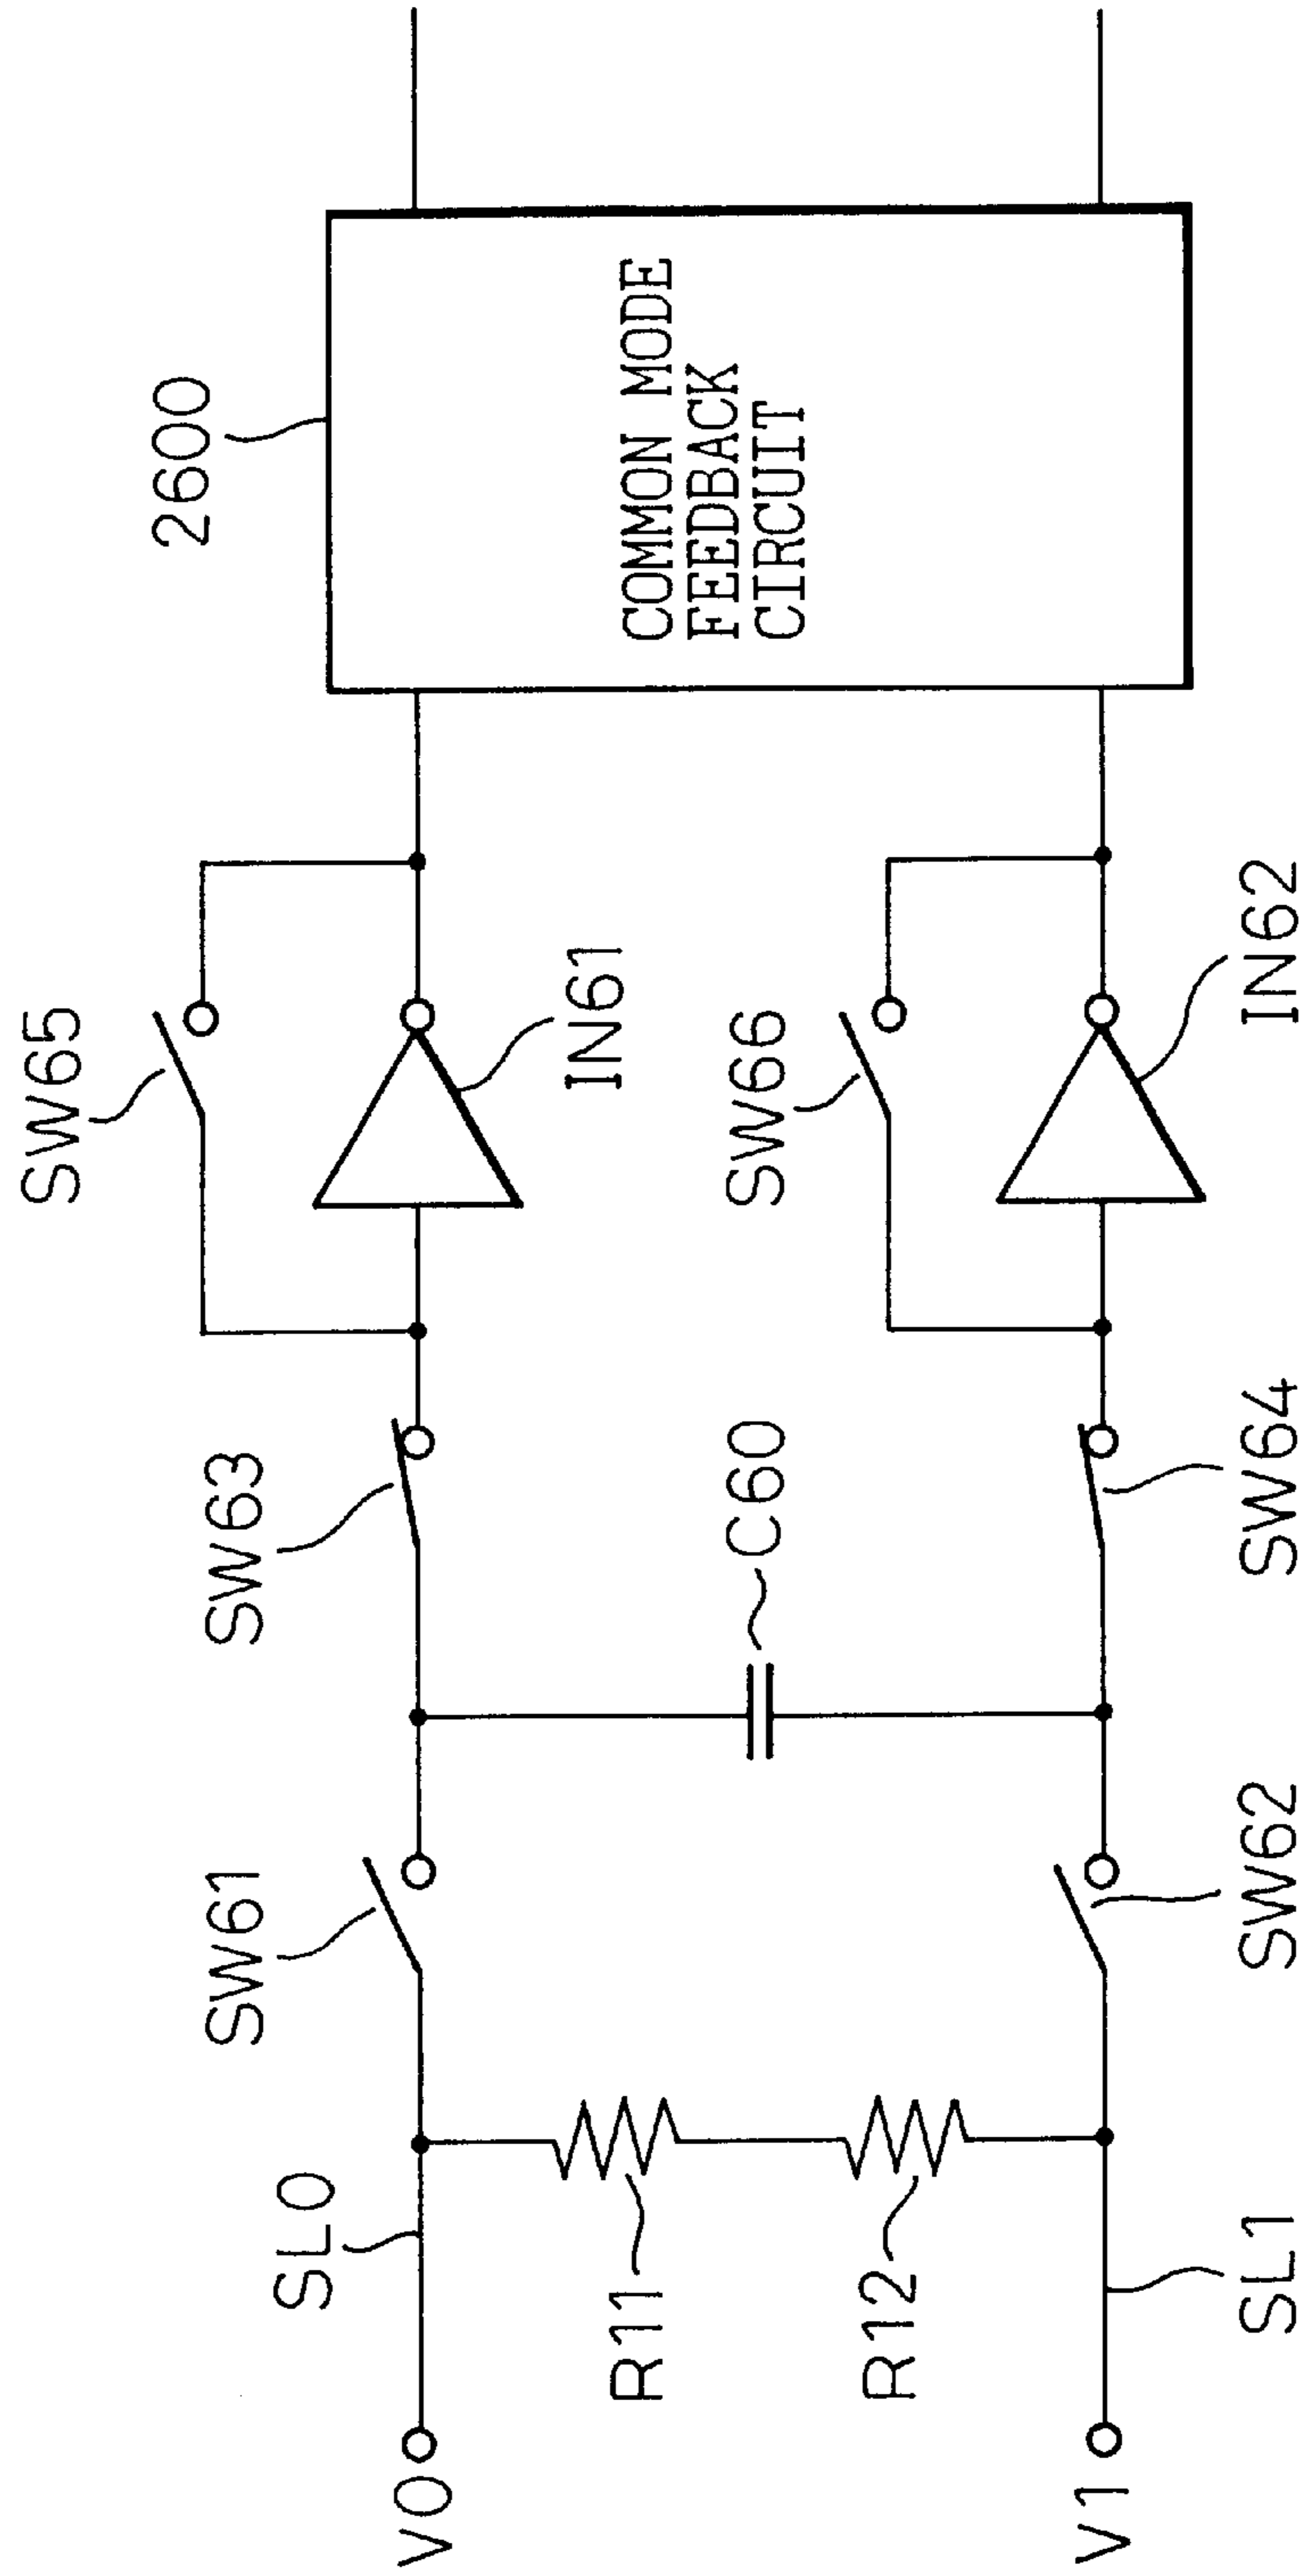 V0
SL0
SW61
SW63
SW65
IN61
2600
COMMON MODE
FEEDBACK
CIRCUIT
R11
R12
C60
SW66
V1
SL1
SW62
SW64
IN62